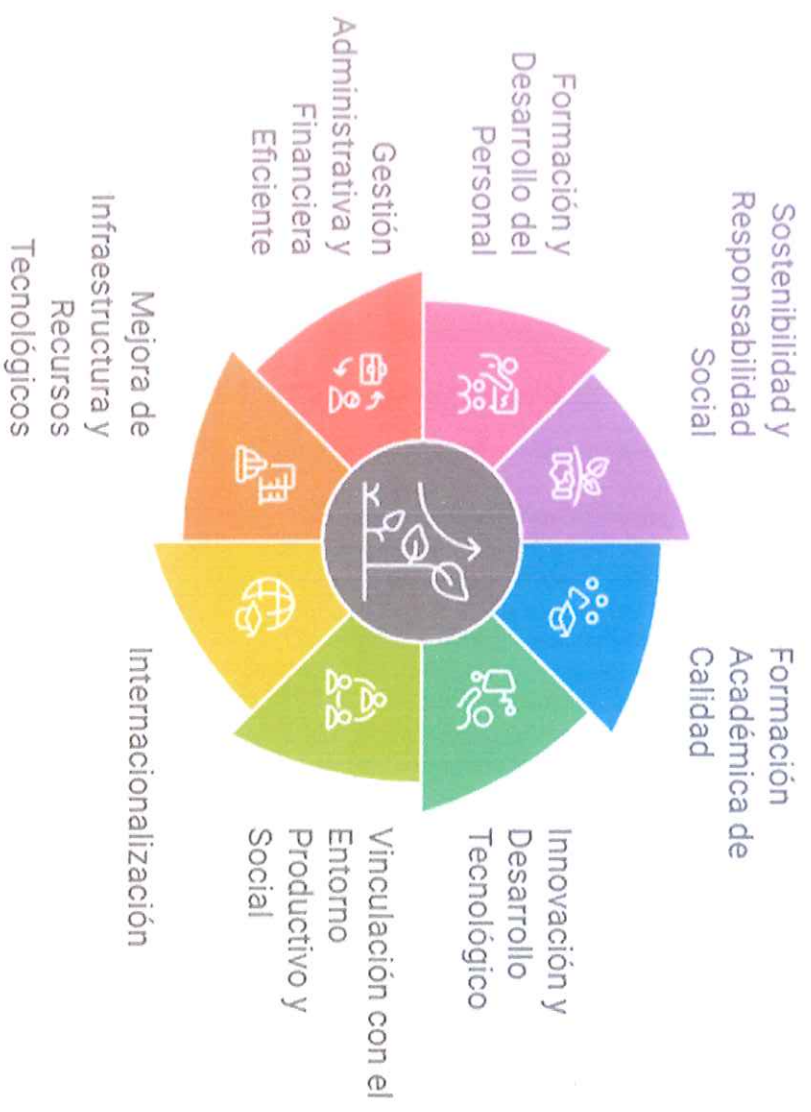 Formación
Académica de
Calidad
Innovación y
Desarrollo
Tecnológico
Vinculación con el
Entorno
Productivo y
Social
Internacionalización
Mejora de
Infraestructura y
Recursos
Tecnológicos
Gestión
Administrativa y
Financiera
Eficiente
Formación y
Desarrollo del
Personal
Sostenibilidad y
Responsabilidad
Social